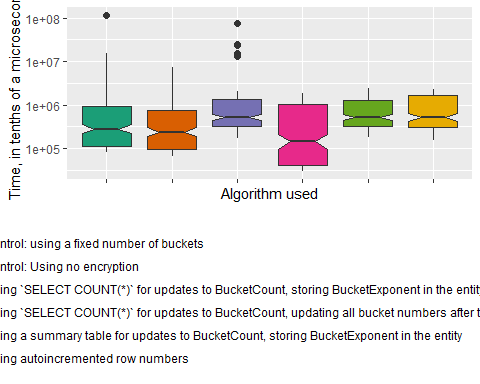 1e+08
1e+07
1e+06
1e+05
Time, in tenths of a microsecon
Algorithm used
ntrol: using a fixed number of buckets
ntrol: Using no encryption
ing `SELECT COUNT(*)` for updates to BucketCount, storing BucketExponent in the entity
ing `SELECT COUNT(*)` for updates to BucketCount, updating all bucket numbers after t
ing a summary table for updates to BucketCount, storing BucketExponent in the entity
ing autoincremented row numbers